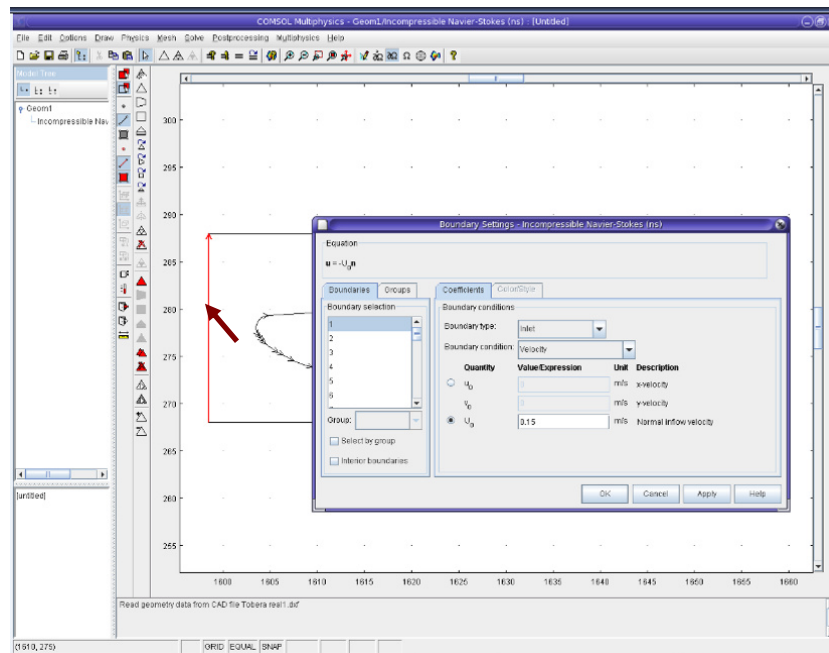 COMSOL Multiphysics - Geom1/Incompressible Navier-Stokes (ns) : [Untitled]
File Edit Options Draw Physics Mesh Solve Postprocessing Multiphysics Help
Model Tree
Geom1
Incompressible Nav
300
295
290
285
280
275
270
265
260
255
1600 1605 1610 1615 1620 1625 1630 1635 1640 1645 1650 1655 1660
Boundary Settings - Incompressible Navier-Stokes (ns)
Equation
u = -U0n
Boundaries Groups
Boundary selection
1
2
3
4
5
6
Group:
Select by group
Interior boundaries
Coefficients Color/Style
Boundary conditions
Boundary type: Inlet
Boundary condition: Velocity
Quantity Value/Expression Unit Description
u0 0 m/s x-velocity
v0 0 m/s y-velocity
U0 0.15 m/s Normal inflow velocity
OK Cancel Apply Help
[untitled]
Read geometry data from CAD file Tobera real1.dxf
(1610, 275) GRID EQUAL SNAP